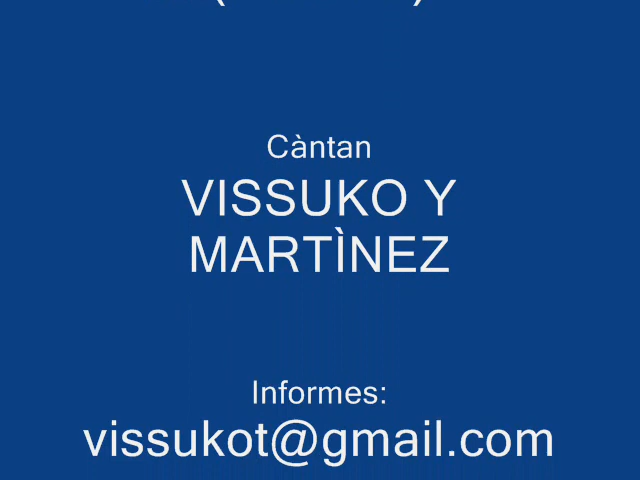 Càntan
VISSUKO Y
MARTÌNEZ
Informes:
vissukot@gmail.com